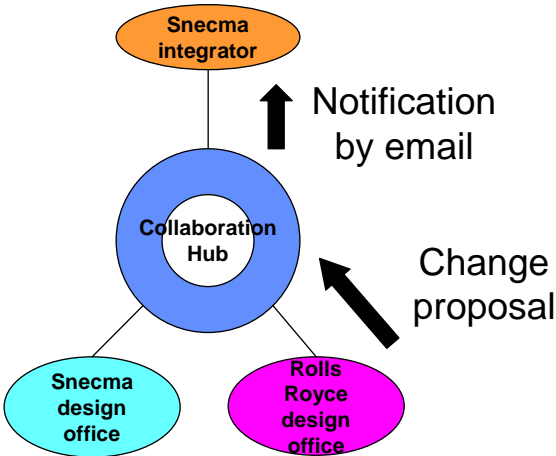 Snecma
integrator
Notification
by email
Collaboration
Hub
Change
proposal
Snecma
design
office
Rolls
Royce
design
office